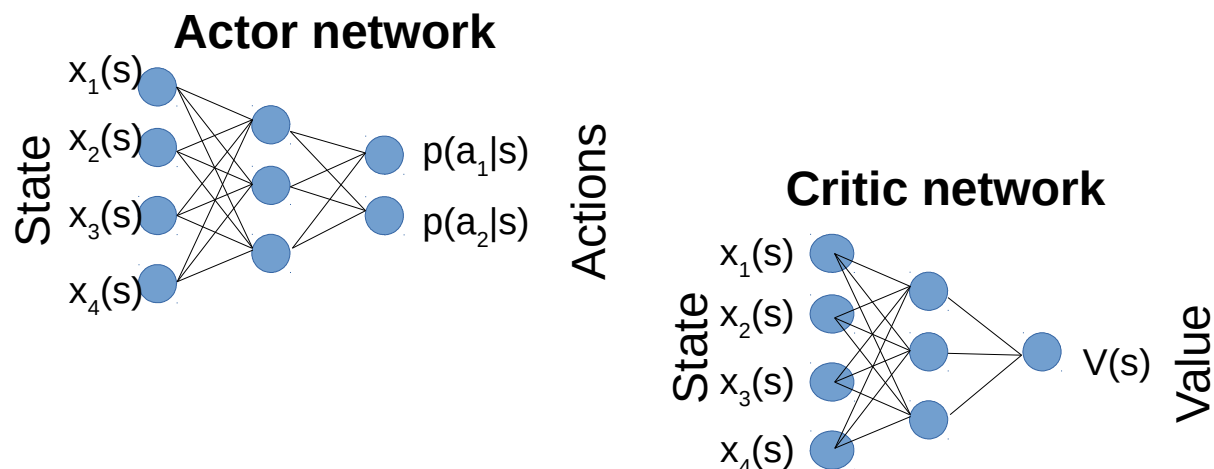 Actor network
State
x₁(s)
x₂(s)
x₃(s)
x₄(s)
p(a₁|s)
p(a₂|s)
Actions
Critic network
State
x₁(s)
x₂(s)
x₃(s)
x₄(s)
V(s)
Value